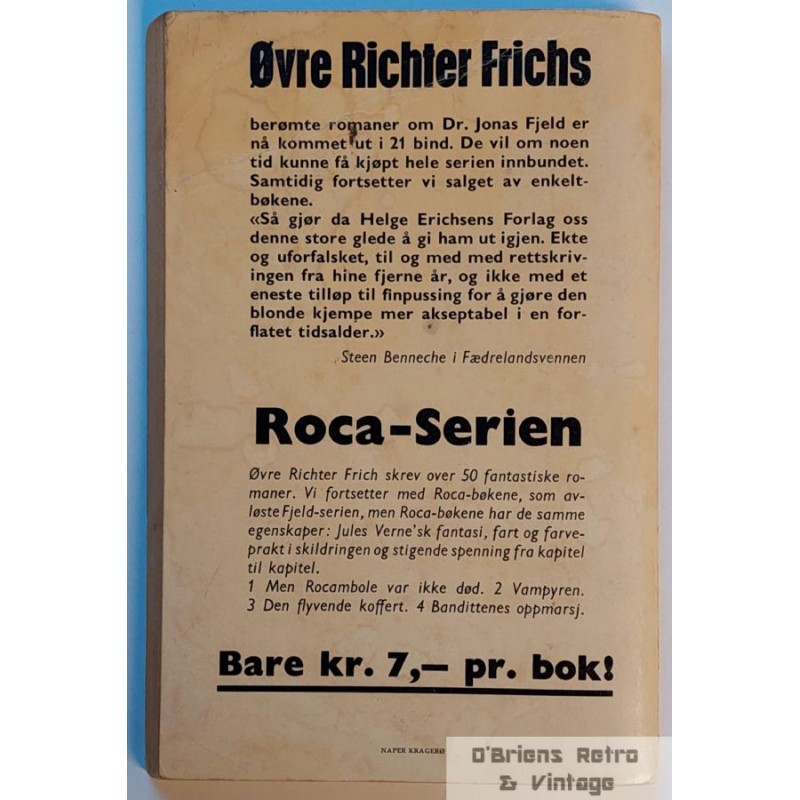 Øvre Richter Frichs
berømte romaner om Dr. Jonas Fjeld er
nå kommet ut i 21 bind. De vil om noen
tid kunne få kjøpt hele serien innbundet.
Samtidig fortsetter vi salget av enkelt-
bøkene.
«Så gjør da Helge Erichsens Forlag oss
denne store glede å gi ham ut igjen. Ekte
og uforfalsket, til og med med rettskriv-
ingen fra hine fjerne år, og ikke med et
eneste tilløp til finpussing for å gjøre den
blonde kjempe mer akseptabel i en for-
flatet tidsalder.»
Steen Benneche i Fædrelandsvennen
Roca-Serien
Øvre Richter Frich skrev over 50 fantastiske ro-
maner. Vi fortsetter med Roca-bøkene, som av-
løste Fjeld-serien, men Roca-bøkene har de samme
egenskaper: Jules Verne'sk fantasi, fart og farve-
prakt i skildringen og stigende spenning fra kapitel
til kapitel.
1 Men Rocambole var ikke død. 2 Vampyren.
3 Den flyvende koffert. 4 Bandittenes oppmarsj.
Bare kr. 7,— pr. bok!
NAPER KRAGERØ
O'Briens Retro
& Vintage